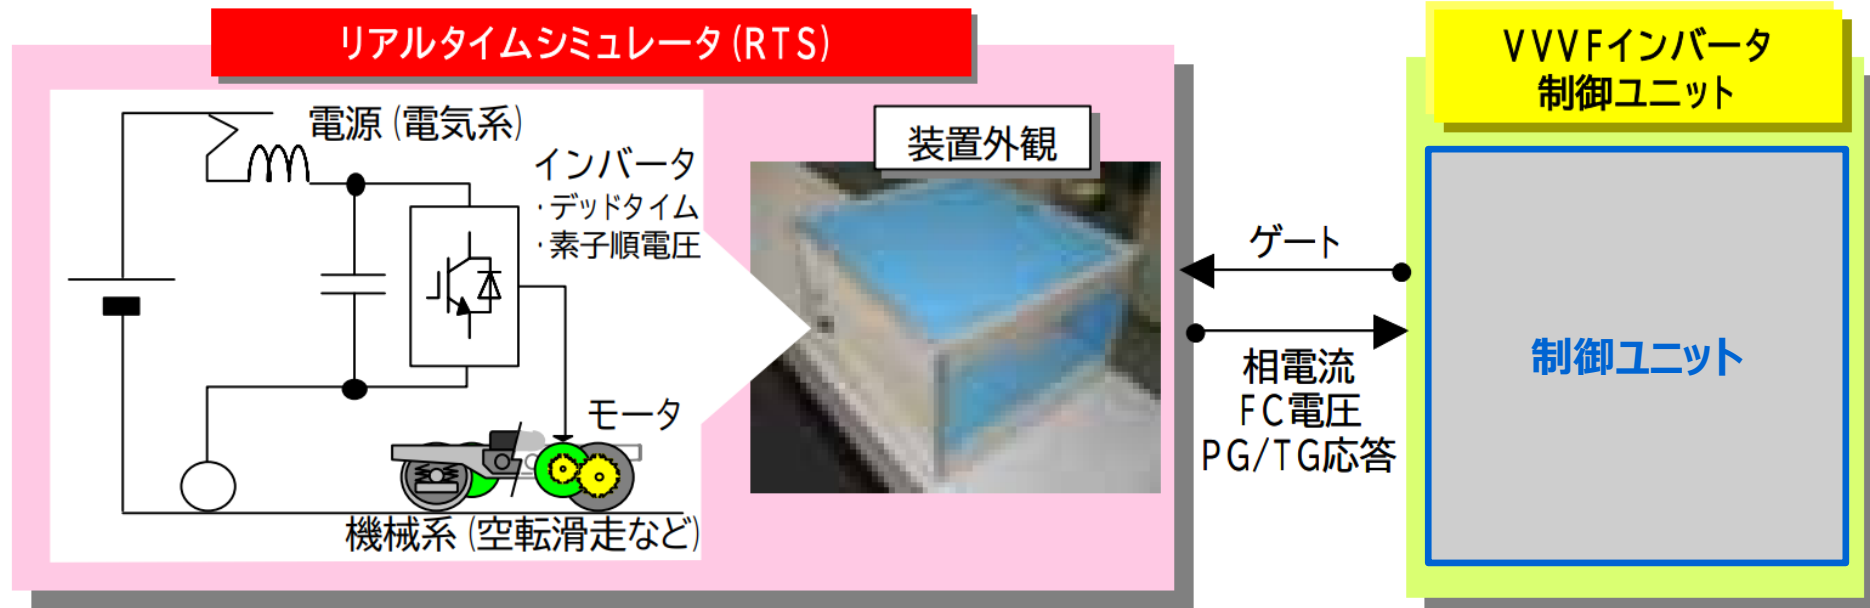 リアルタイムシミュレータ(RTS)
電源(電気系)
インバータ
・デッドタイム
・素子順電圧
モータ
機械系(空転滑走など)
装置外観
ゲート
相電流
FC電圧
PG/TG応答
VVVFインバータ
制御ユニット
制御ユニット